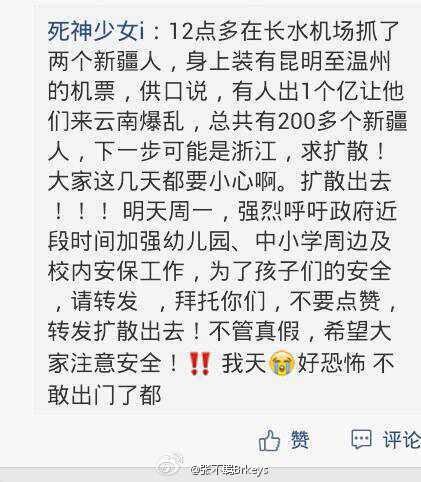 死神少女i：12点多在长水机场抓了
两个新疆人，身上装有昆明至温州
的机票，供口说，有人出1个亿让他
们来云南爆乱，总共有200多个新疆
人，下一步可能是浙江，求扩散！
大家这几天都要小心啊。扩散出去
！！！ 明天周一，强烈呼吁政府近
段时间加强幼儿园、中小学周边及
校内安保工作，为了孩子们的安全
，请转发 ，拜托你们，不要点赞，
转发扩散出去！不管真假，希望大
家注意安全！‼️ 我天😭好恐怖 不
敢出门了都
赞 评论
@张不骥Brkeys